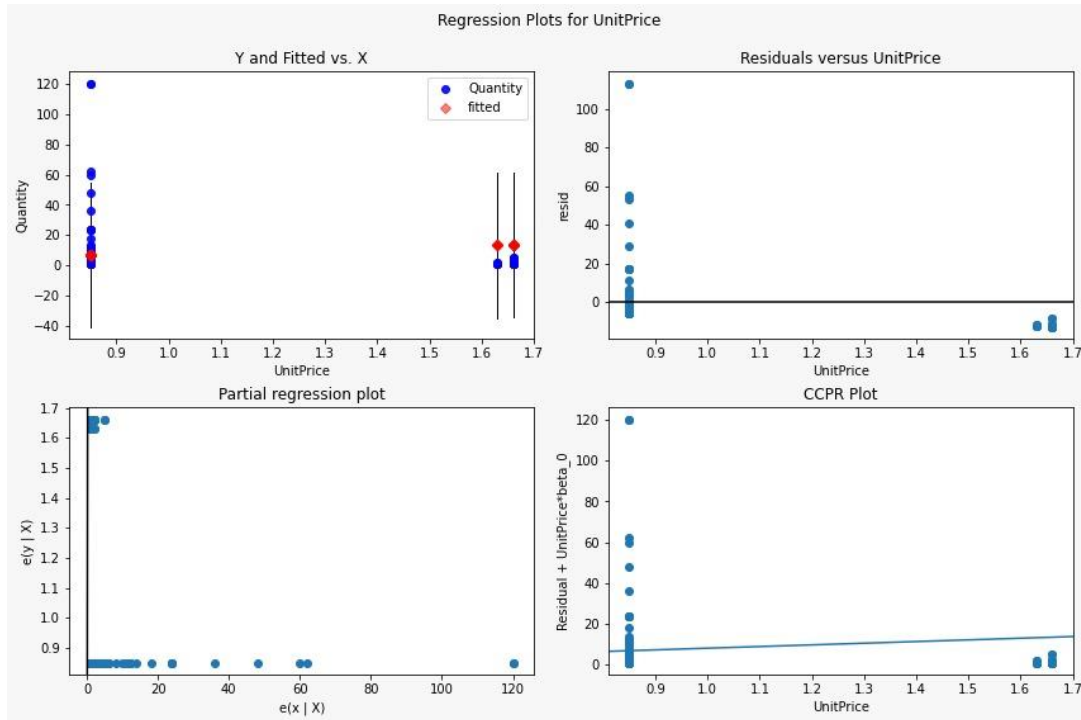 Regression Plots for UnitPrice
Y and Fitted vs. X
Quantity
fitted
120
100
80
60
40
20
0
−20
−40
Quantity
0.9 1.0 1.1 1.2 1.3 1.4 1.5 1.6 1.7
UnitPrice
Residuals versus UnitPrice
100
80
60
40
20
0
resid
0.9 1.0 1.1 1.2 1.3 1.4 1.5 1.6 1.7
UnitPrice
Partial regression plot
1.7
1.6
1.5
1.4
1.3
1.2
1.1
1.0
0.9
e(y | X)
0 20 40 60 80 100 120
e(x | X)
CCPR Plot
120
100
80
60
40
20
0
Residual + UnitPrice*beta_0
0.9 1.0 1.1 1.2 1.3 1.4 1.5 1.6 1.7
UnitPrice